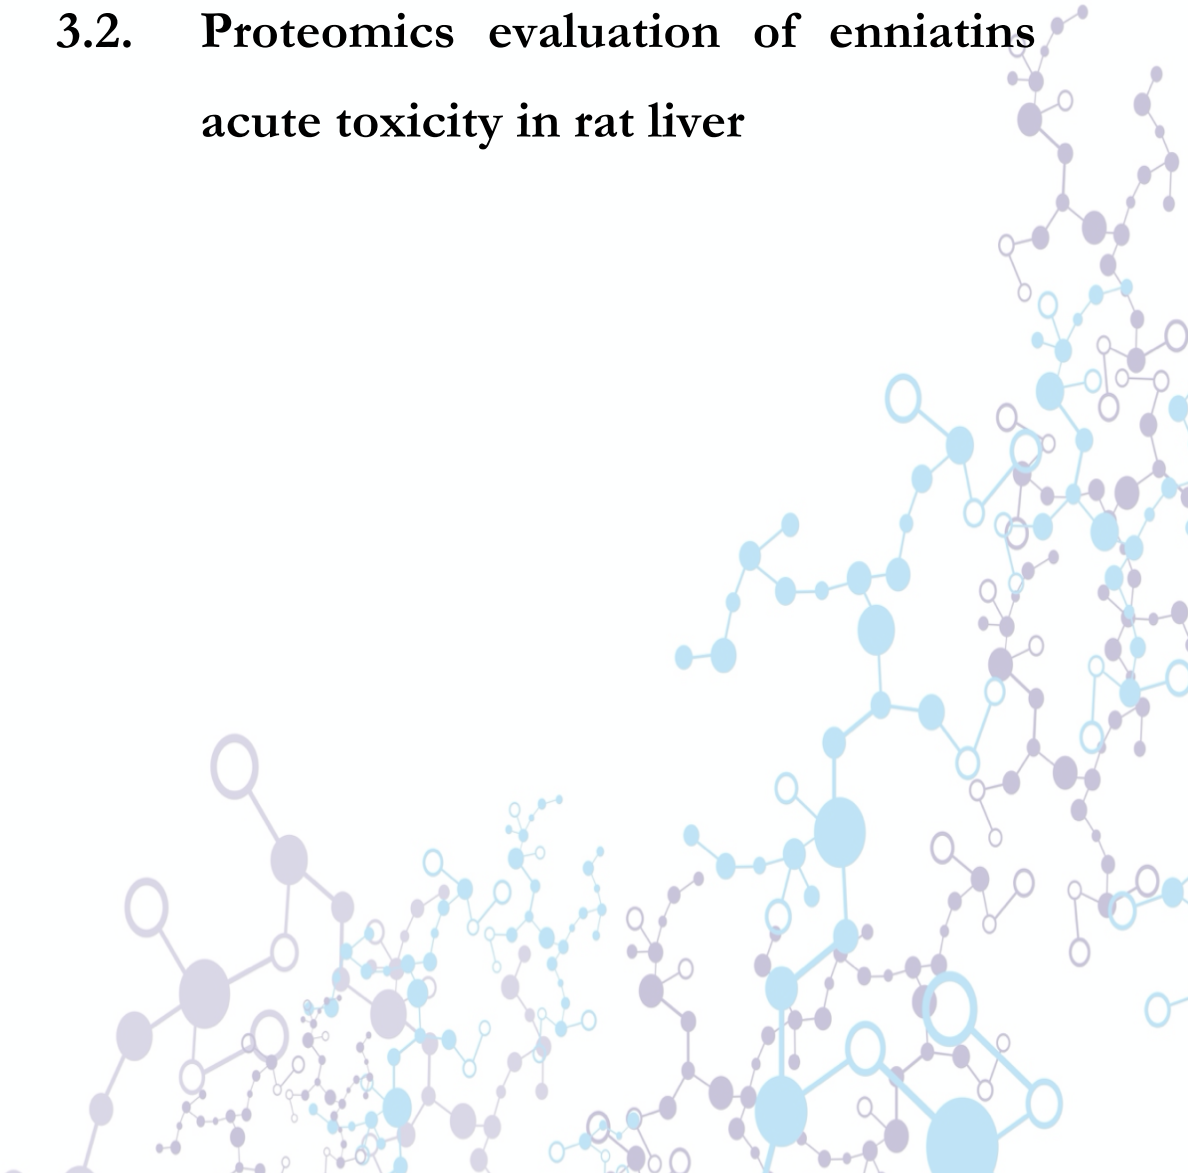 3.2. Proteomics evaluation of enniatins
acute toxicity in rat liver